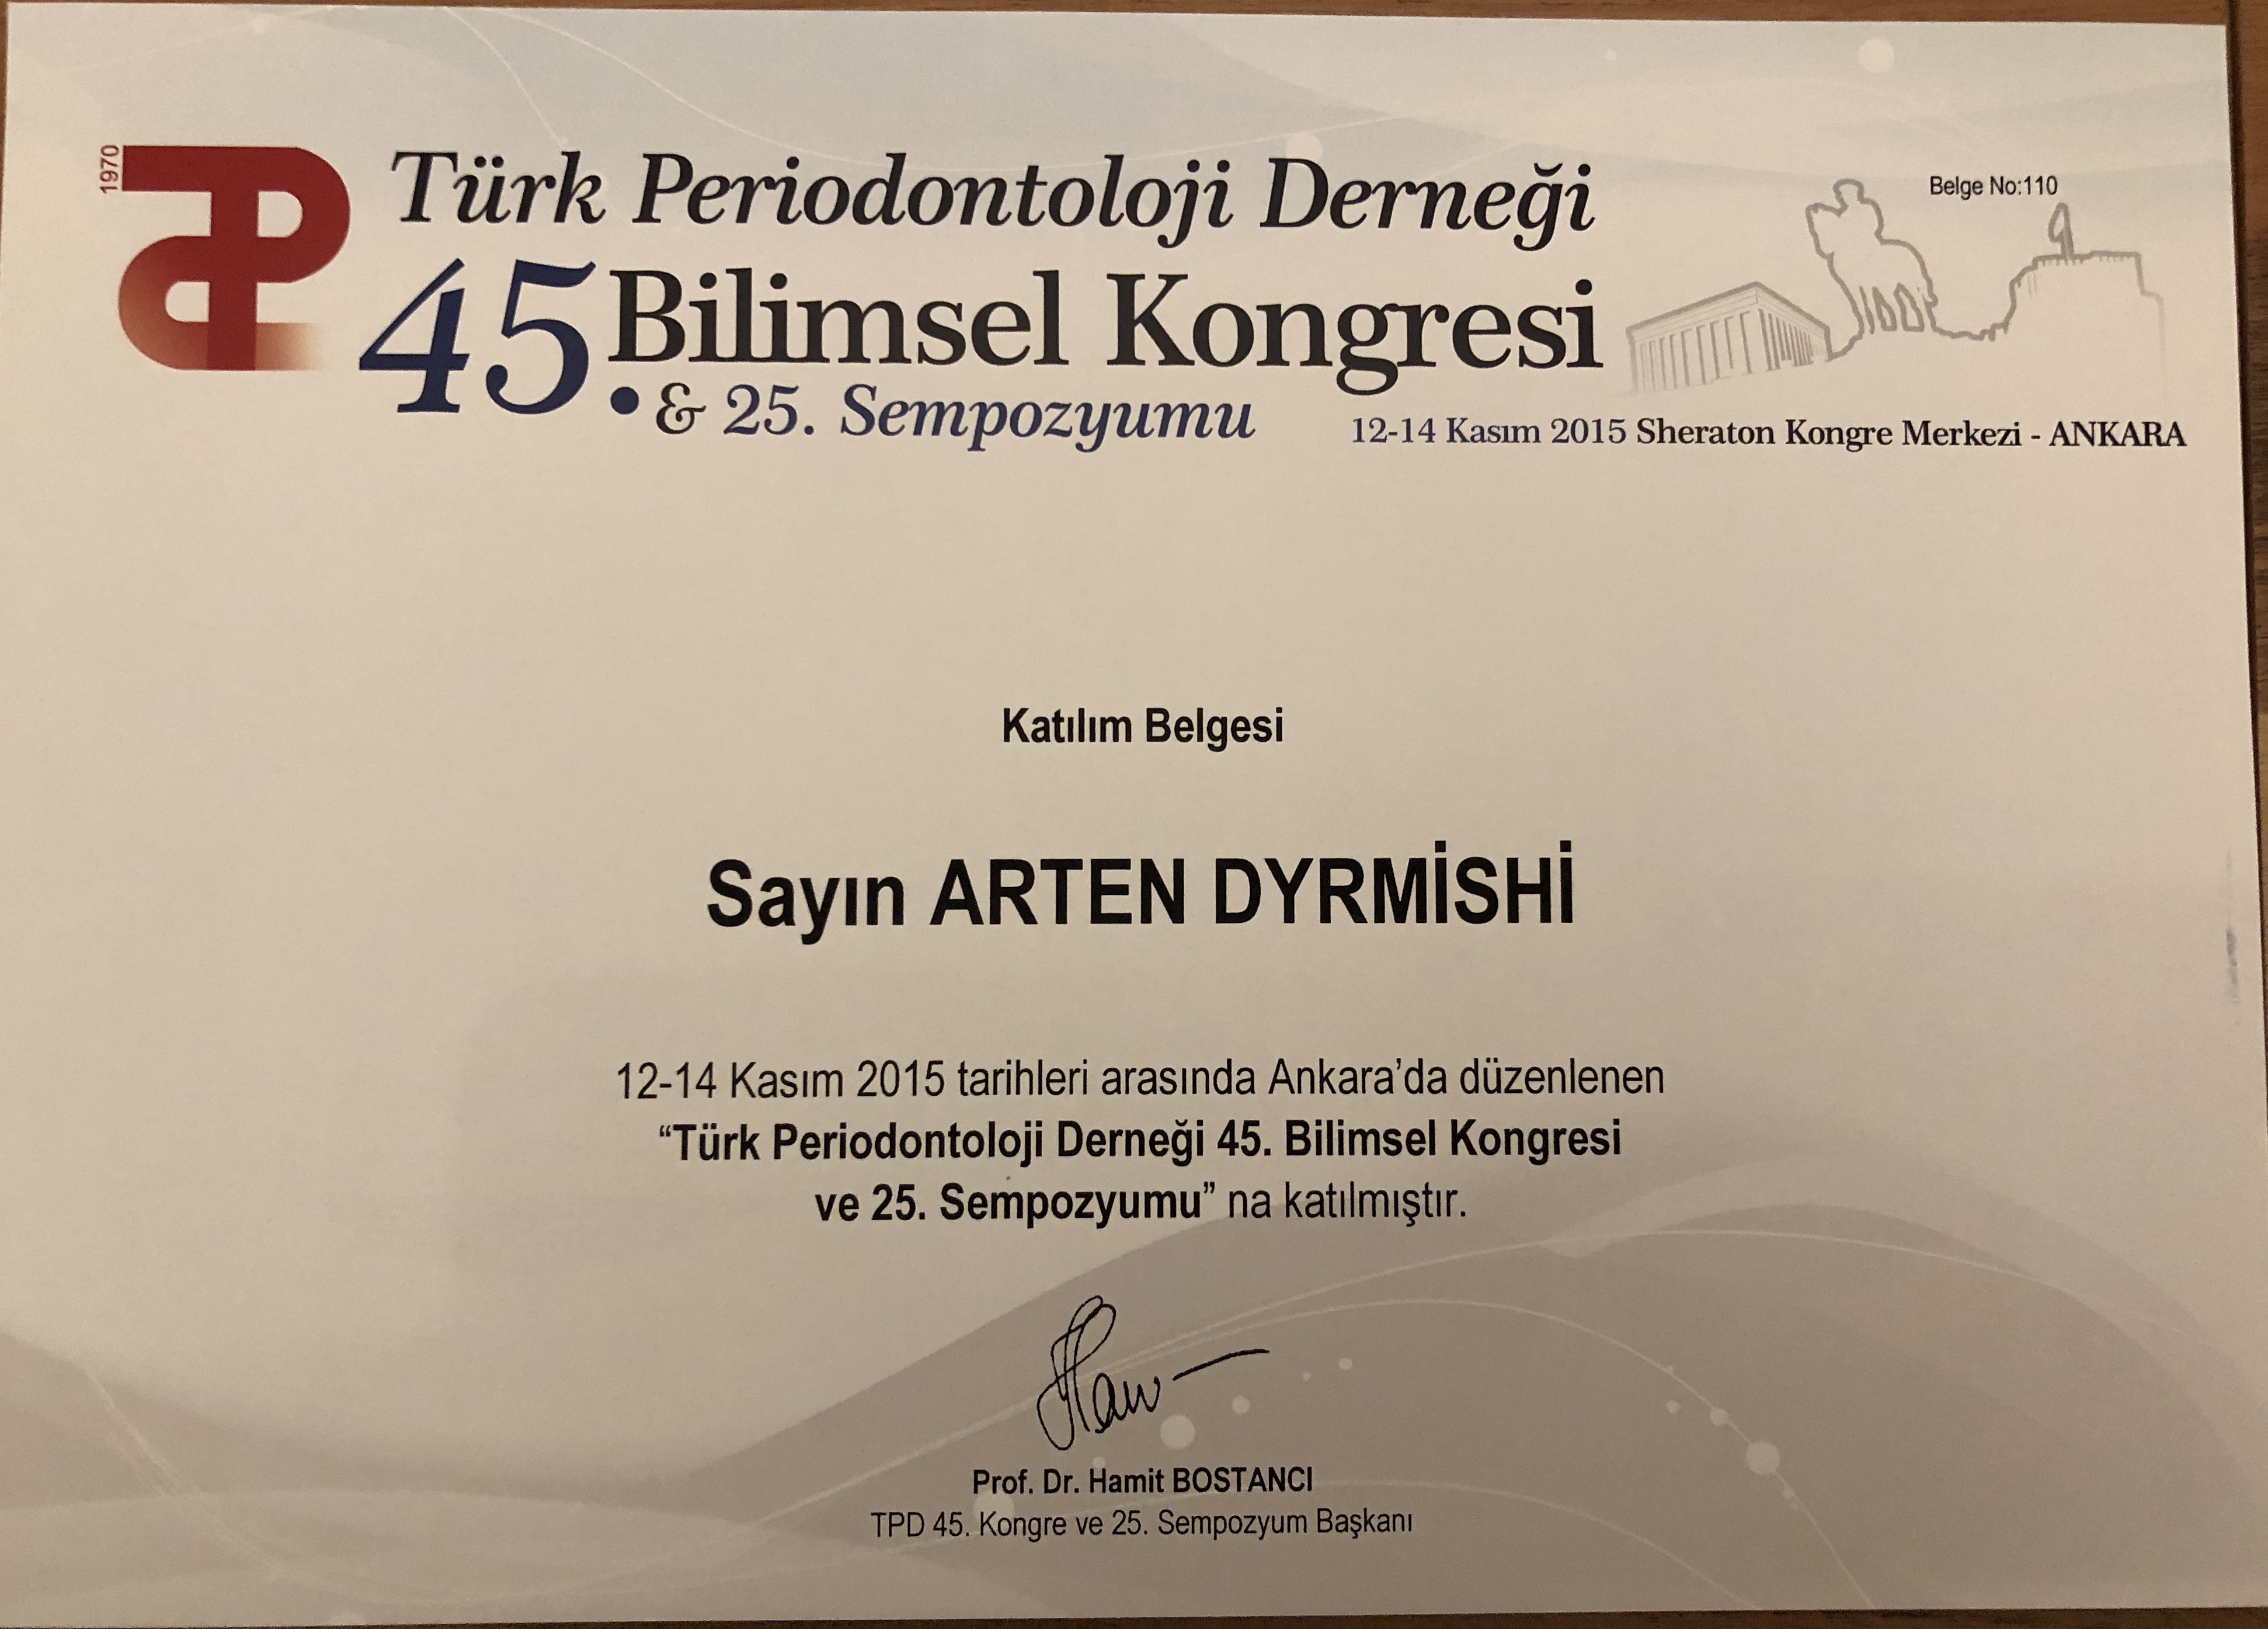 1970
Türk Periodontoloji Derneği
Belge No:110
45. Bilimsel Kongresi
& 25. Sempozyumu
12-14 Kasım 2015 Sheraton Kongre Merkezi - ANKARA
Katılım Belgesi
Sayın ARTEN DYRMİSHİ
12-14 Kasım 2015 tarihleri arasında Ankara’da düzenlenen
“Türk Periodontoloji Derneği 45. Bilimsel Kongresi
ve 25. Sempozyumu” na katılmıştır.
Prof. Dr. Hamit BOSTANCI
TPD 45. Kongre ve 25. Sempozyum Başkanı